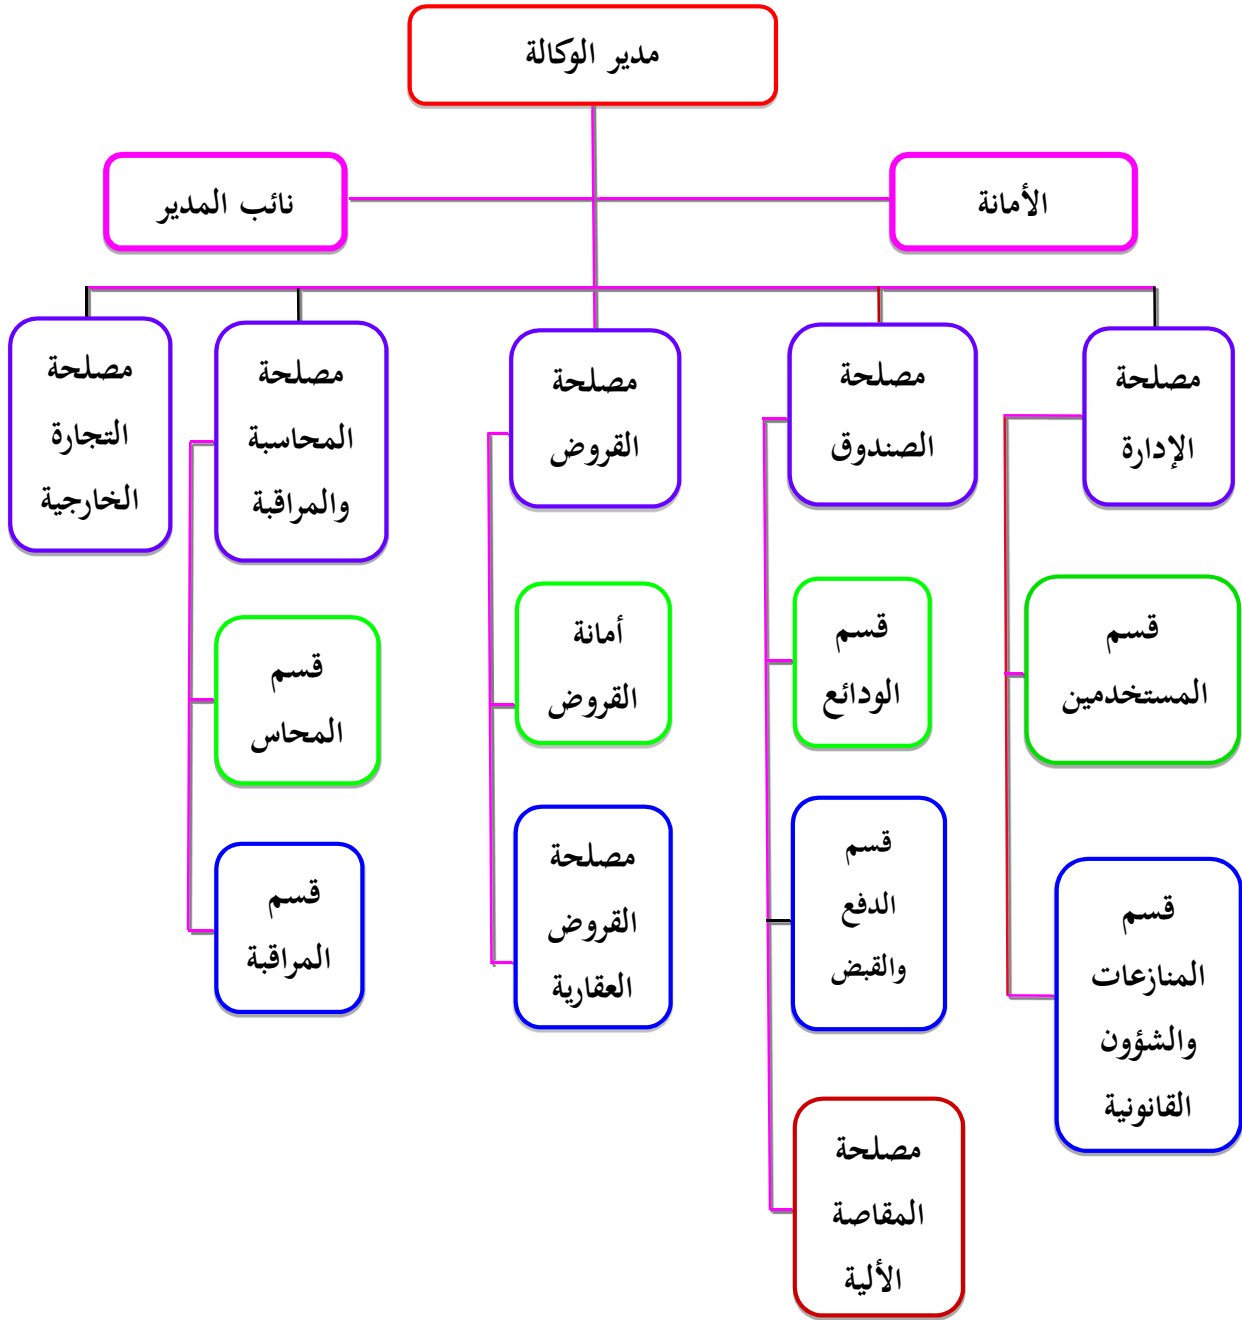 مدير الوكالة
الأمانة
نائب المدير
مصلحة
الإدارة
مصلحة
الصندوق
مصلحة
القروض
مصلحة
المحاسبة
والمراقبة
مصلحة
التجارة
الخارجية
قسم
المستخدمين
قسم
الودائع
أمانة
القروض
قسم
المحاس
قسم
المنازعات
والشؤون
القانونية
قسم
الدفع
والقبض
مصلحة
القروض
العقارية
قسم
المراقبة
مصلحة
المقاصة
الألية